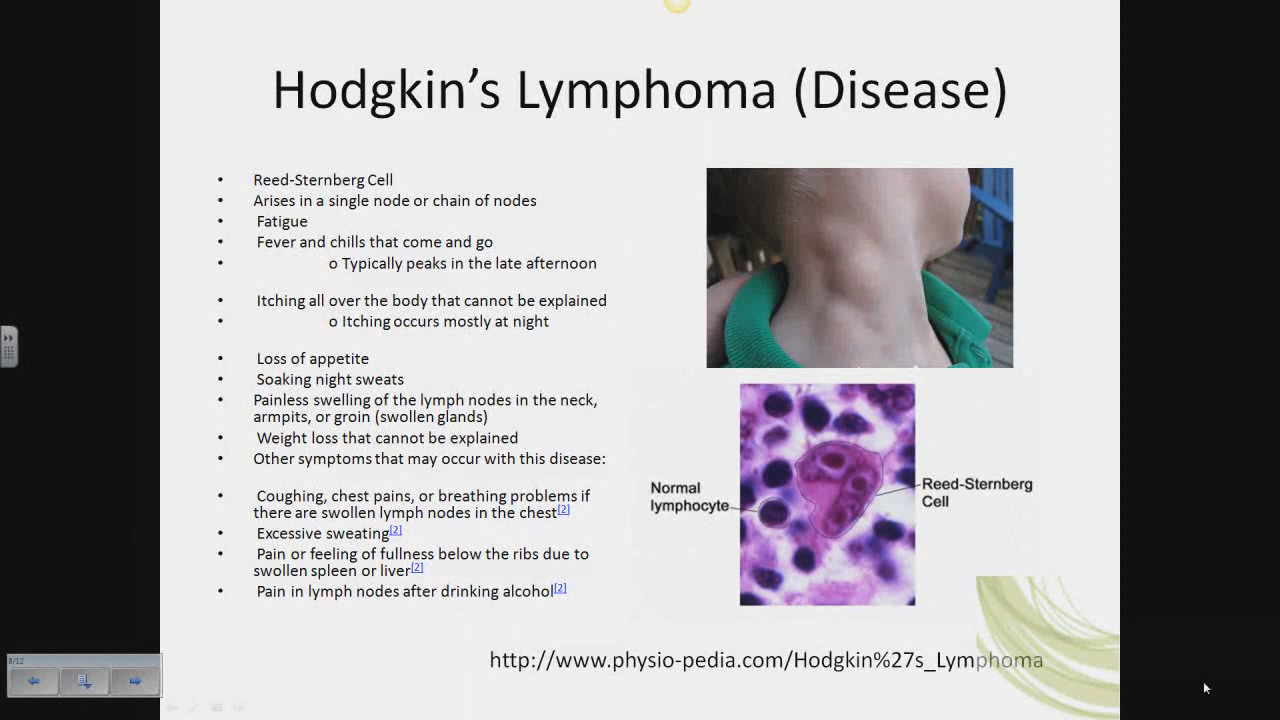 Hodgkin’s Lymphoma (Disease)
• Reed-Sternberg Cell
• Arises in a single node or chain of nodes
• Fatigue
• Fever and chills that come and go
• o Typically peaks in the late afternoon
• Itching all over the body that cannot be explained
• o Itching occurs mostly at night
• Loss of appetite
• Soaking night sweats
• Painless swelling of the lymph nodes in the neck,
armpits, or groin (swollen glands)
• Weight loss that cannot be explained
• Other symptoms that may occur with this disease:
• Coughing, chest pains, or breathing problems if
there are swollen lymph nodes in the chest[2]
• Excessive sweating[2]
• Pain or feeling of fullness below the ribs due to
swollen spleen or liver[2]
• Pain in lymph nodes after drinking alcohol[2]
Normal
lymphocyte
Reed-Sternberg
Cell
http://www.physio-pedia.com/Hodgkin%27s_Lymphoma
8/12